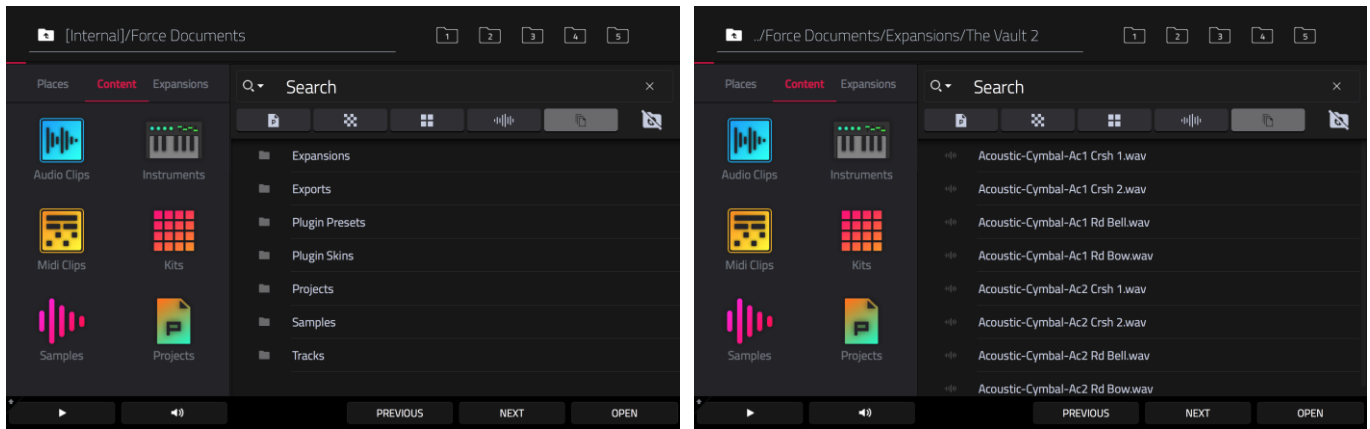 [Internal]/Force Documents
1 2 3 4 5
Places Content Expansions
Search
P
Audio Clips Instruments
Midi Clips Kits
Samples Projects
P
Expansions
Exports
Plugin Presets
Plugin Skins
Projects
Samples
Tracks
PREVIOUS NEXT OPEN
../Force Documents/Expansions/The Vault 2
1 2 3 4 5
Places Content Expansions
Search
P
Audio Clips Instruments
Midi Clips Kits
Samples Projects
P
Acoustic-Cymbal-Ac1 Crsh 1.wav
Acoustic-Cymbal-Ac1 Crsh 2.wav
Acoustic-Cymbal-Ac1 Rd Bell.wav
Acoustic-Cymbal-Ac1 Rd Bow.wav
Acoustic-Cymbal-Ac2 Crsh 1.wav
Acoustic-Cymbal-Ac2 Crsh 2.wav
Acoustic-Cymbal-Ac2 Rd Bell.wav
Acoustic-Cymbal-Ac2 Rd Bow.wav
PREVIOUS NEXT OPEN